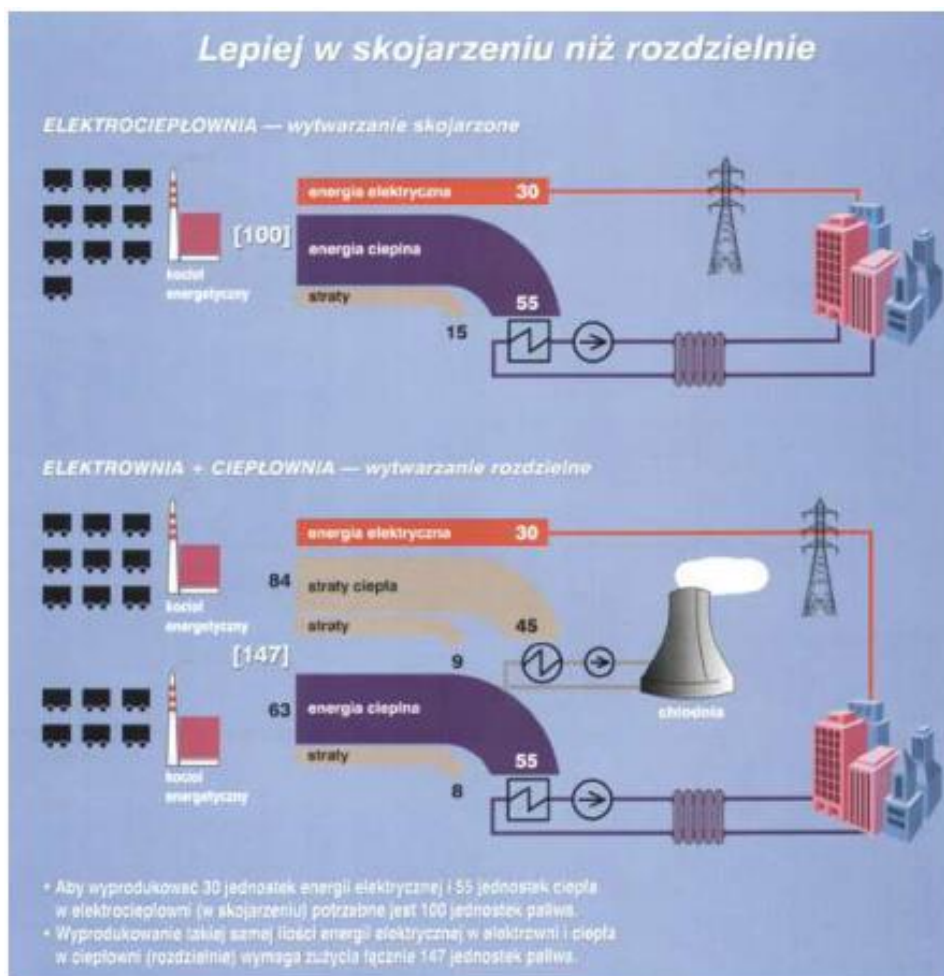 Lepiej w skojarzeniu niż rozdzielnie
ELEKTROCIEPŁOWNIA — wytwarzanie skojarzone
energia elektryczna 30
[100]
energia cieplna
kocioł
energetyczny
straty
55
15
ELEKTROWNIA + CIEPŁOWNIA — wytwarzanie rozdzielne
energia elektryczna 30
84
straty ciepła
kocioł
energetyczny
straty
45
[147]
9
63
energia cieplna
chłodnia
straty
55
kocioł
energetyczny
8
• Aby wyprodukować 30 jednostek energii elektrycznej i 55 jednostek ciepła
w elektrociepłowni (w skojarzeniu) potrzebne jest 100 jednostek paliwa.
• Wyprodukowanie takiej samej ilości energii elektrycznej w elektrowni i ciepła
w ciepłowni (rozdzielnie) wymaga zużycia łącznie 147 jednostek paliwa.